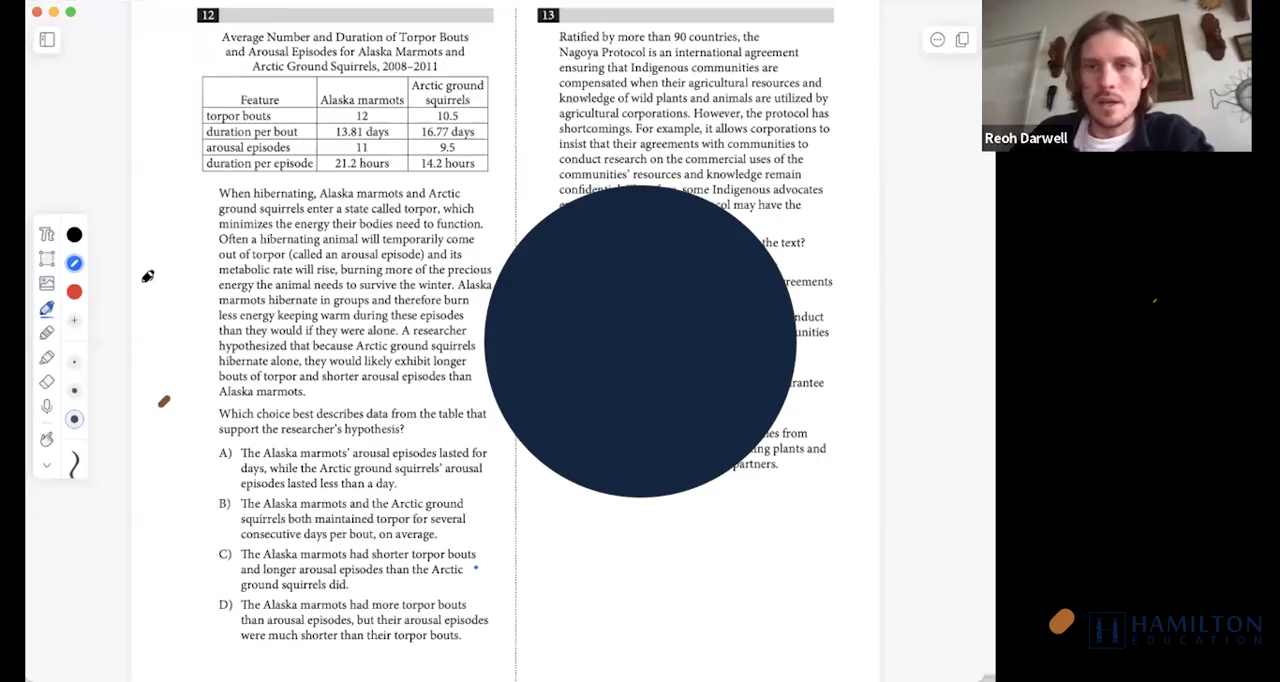 12
Average Number and Duration of Torpor Bouts
and Arousal Episodes for Alaska Marmots and
Arctic Ground Squirrels, 2008–2011
Feature Alaska marmots Arctic ground squirrels
torpor bouts 12 10.5
duration per bout 13.81 days 16.77 days
arousal episodes 11 9.5
duration per episode 21.2 hours 14.2 hours
When hibernating, Alaska marmots and Arctic
ground squirrels enter a state called torpor, which
minimizes the energy their bodies need to function.
Often a hibernating animal will temporarily come
out of torpor (called an arousal episode) and its
metabolic rate will rise, burning more of the precious
energy the animal needs to survive the winter. Alaska
marmots hibernate in groups and therefore burn
less energy keeping warm during these episodes
than they would if they were alone. A researcher
hypothesized that because Arctic ground squirrels
hibernate alone, they would likely exhibit longer
bouts of torpor and shorter arousal episodes than
Alaska marmots.
Which choice best describes data from the table that
support the researcher's hypothesis?
A) The Alaska marmots' arousal episodes lasted for
days, while the Arctic ground squirrels' arousal
episodes lasted less than a day.
B) The Alaska marmots and the Arctic ground
squirrels both maintained torpor for several
consecutive days per bout, on average.
C) The Alaska marmots had shorter torpor bouts
and longer arousal episodes than the Arctic
ground squirrels did.
D) The Alaska marmots had more torpor bouts
than arousal episodes, but their arousal episodes
were much shorter than their torpor bouts.
13
Ratified by more than 90 countries, the
Nagoya Protocol is an international agreement
ensuring that Indigenous communities are
compensated when their agricultural resources and
knowledge of wild plants and animals are utilized by
agricultural corporations. However, the protocol has
shortcomings. For example, it allows corporations to
insist that their agreements with communities to
conduct research on the commercial uses of the
communities' resources and knowledge remain
some Indigenous advocates
may have the
the text?
plants and
partners.
Reoh Darwell
HAMILTON
EDUCATION